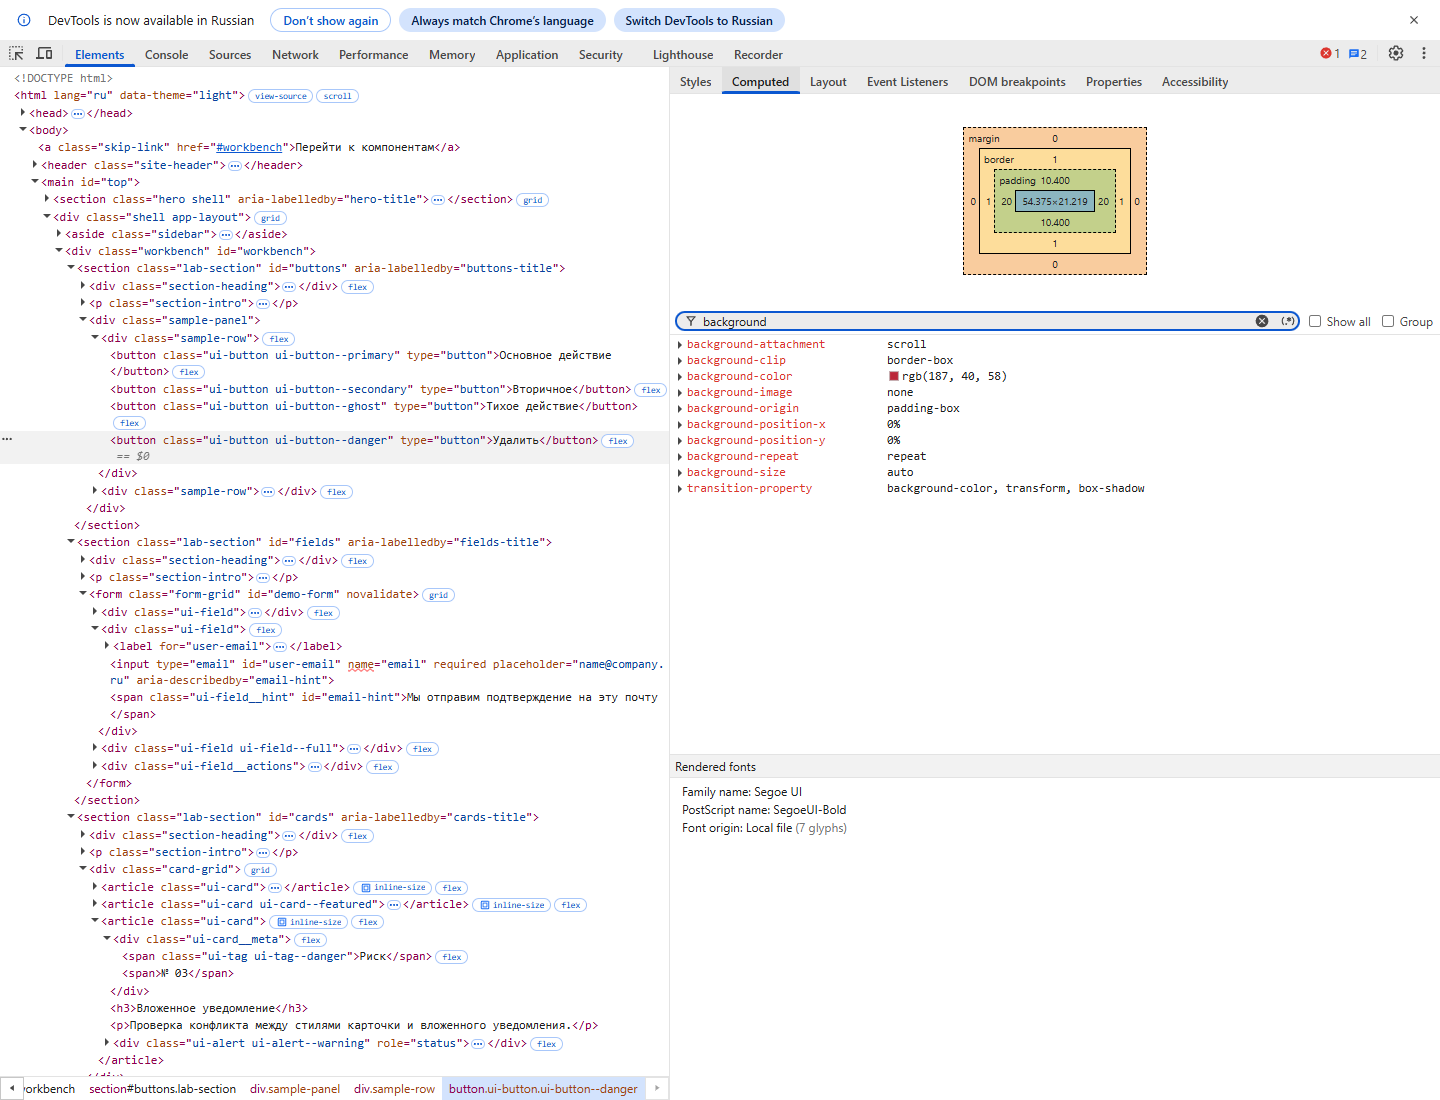 DevTools is now available in Russian
Don't show again
Always match Chrome's language
Switch DevTools to Russian
Elements
Console
Sources
Network
Performance
Memory
Application
Security
Lighthouse
Recorder
1
2
<!DOCTYPE html>
<html lang="ru" data-theme="light"> view-source scroll
<head> ⋯ </head>
<body>
<a class="skip-link" href="#workbench">Перейти к компонентам</a>
<header class="site-header"> ⋯ </header>
<main id="top">
<section class="hero shell" aria-labelledby="hero-title"> ⋯ </section> grid
<div class="shell app-layout"> grid
<aside class="sidebar"> ⋯ </aside>
<div class="workbench" id="workbench">
<section class="lab-section" id="buttons" aria-labelledby="buttons-title">
<div class="section-heading"> ⋯ </div> flex
<p class="section-intro"> ⋯ </p>
<div class="sample-panel">
<div class="sample-row"> flex
<button class="ui-button ui-button--primary" type="button">Основное действие
</button> flex
<button class="ui-button ui-button--secondary" type="button">Вторичное</button> flex
<button class="ui-button ui-button--ghost" type="button">Тихое действие</button>
flex
<button class="ui-button ui-button--danger" type="button">Удалить</button> flex
== $0
</div>
<div class="sample-row"> ⋯ </div> flex
</div>
</section>
<section class="lab-section" id="fields" aria-labelledby="fields-title">
<div class="section-heading"> ⋯ </div> flex
<p class="section-intro"> ⋯ </p>
<form class="form-grid" id="demo-form" novalidate> grid
<div class="ui-field"> ⋯ </div> flex
<div class="ui-field"> flex
<label for="user-email"> ⋯ </label>
<input type="email" id="user-email" name="email" required placeholder="name@company.
ru" aria-describedby="email-hint">
<span class="ui-field__hint" id="email-hint">Мы отправим подтверждение на эту почту
</span>
</div>
<div class="ui-field ui-field--full"> ⋯ </div> flex
<div class="ui-field__actions"> ⋯ </div> flex
</form>
</section>
<section class="lab-section" id="cards" aria-labelledby="cards-title">
<div class="section-heading"> ⋯ </div> flex
<p class="section-intro"> ⋯ </p>
<div class="card-grid"> grid
<article class="ui-card"> ⋯ </article> inline-size flex
<article class="ui-card ui-card--featured"> ⋯ </article> inline-size flex
<article class="ui-card"> inline-size flex
<div class="ui-card__meta"> flex
<span class="ui-tag ui-tag--danger">Риск</span> flex
<span>№ 03</span>
</div>
<h3>Вложенное уведомление</h3>
<p>Проверка конфликта между стилями карточки и вложенного уведомления.</p>
<div class="ui-alert ui-alert--warning" role="status"> ⋯ </div> flex
</article>
orkbench
section#buttons.lab-section
div.sample-panel
div.sample-row
button.ui-button.ui-button--danger
Styles
Computed
Layout
Event Listeners
DOM breakpoints
Properties
Accessibility
margin 0
border 1
padding 10.400
0 1 20 54.375×21.219 20 1 0
10.400
1
0
background
(.*)
Show all
Group
background-attachment scroll
background-clip border-box
background-color rgb(187, 40, 58)
background-image none
background-origin padding-box
background-position-x 0%
background-position-y 0%
background-repeat repeat
background-size auto
transition-property background-color, transform, box-shadow
Rendered fonts
Family name: Segoe UI
PostScript name: SegoeUI-Bold
Font origin: Local file (7 glyphs)